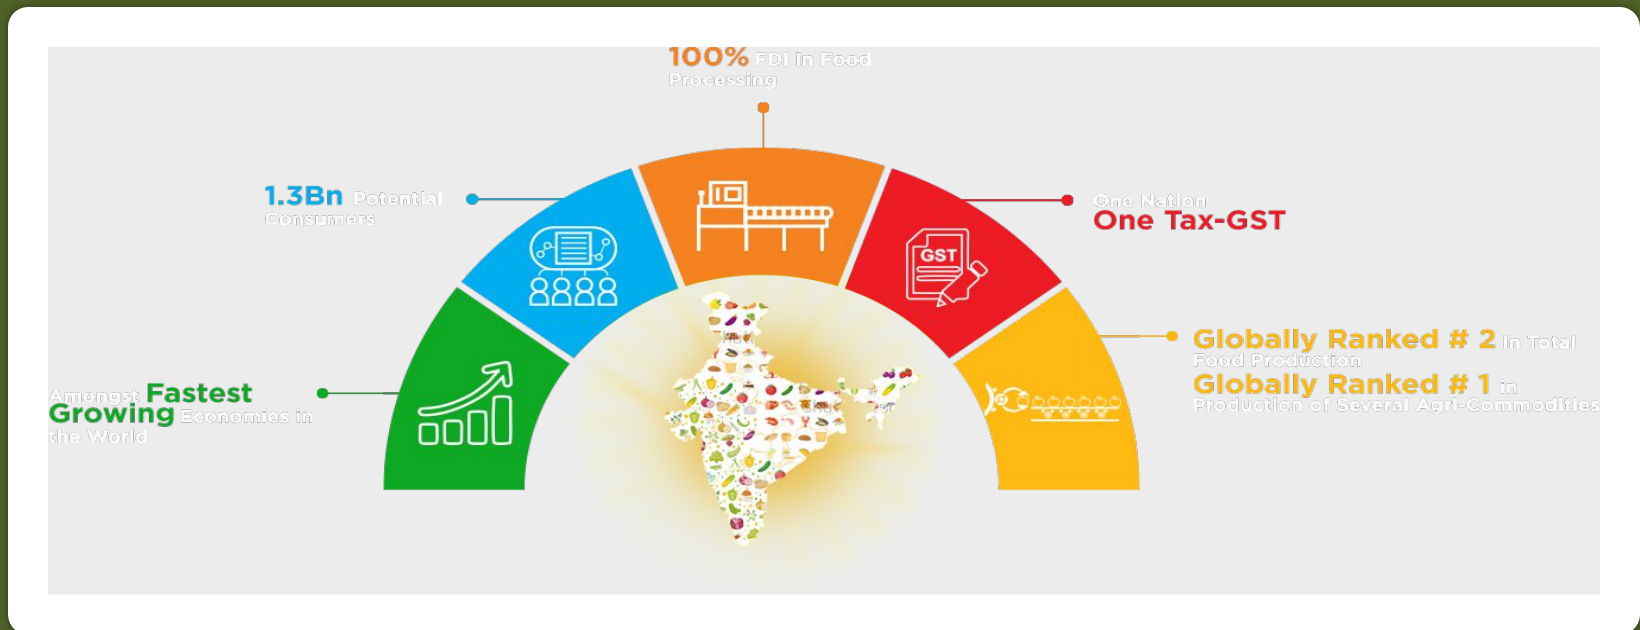 100% FDI In Food
Processing
1.3Bn Potential
Consumers
One Nation
One Tax-GST
GST
Globally Ranked # 2 In Total
Food Production
Globally Ranked # 1 in
Production of Several Agri-Commodities
Amongst Fastest
Growing Economies in
the World